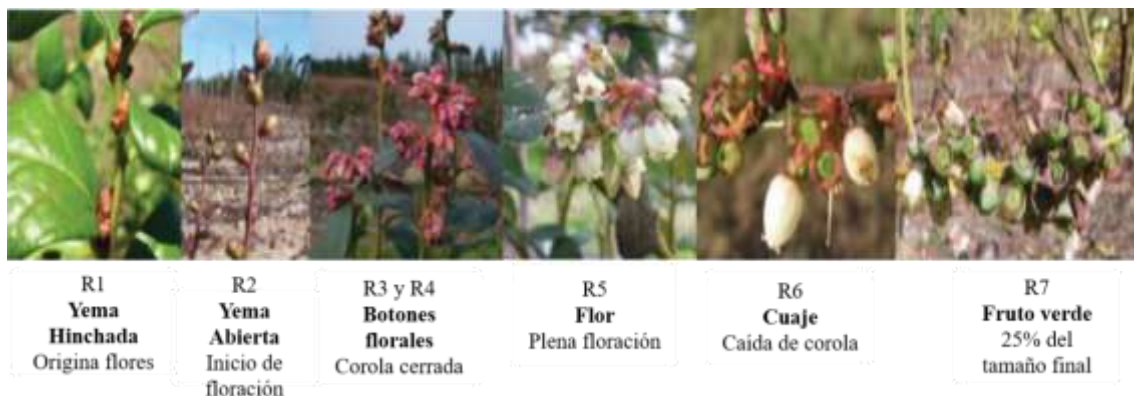 R1
Yema
Hinchada
Origina flores
R2
Yema
Abierta
Inicio de
floración
R3 y R4
Botones
florales
Corola cerrada
R5
Flor
Plena floración
R6
Cuaje
Caida de corola
R7
Fruto verde
25% del
tamaño final